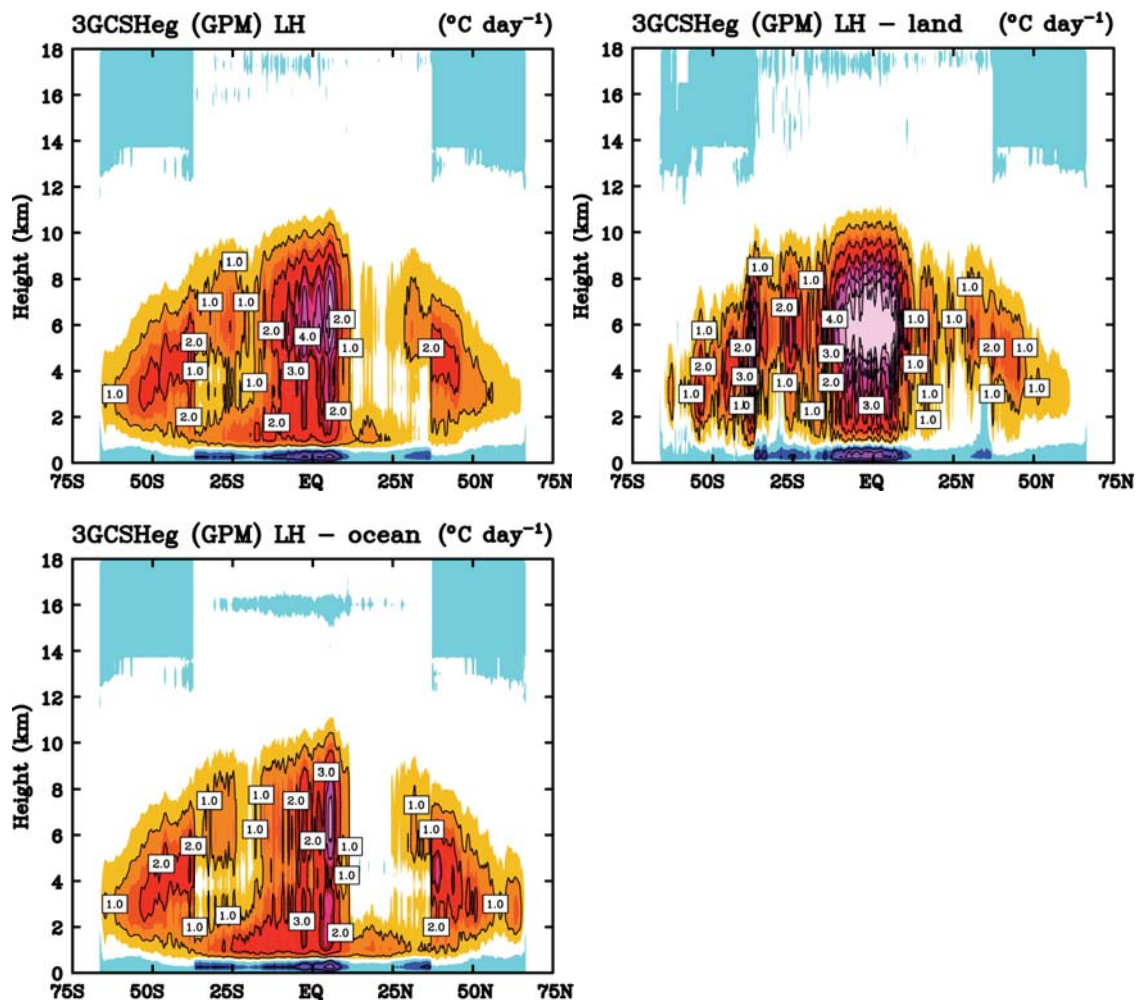 3GCSHeg (GPM) LH (°C day⁻¹)
18
16
14
12
10
8
6
4
2
0
Height (km)
1.0
1.0 1.0
2.0 2.0
4.0
2.0 1.0 2.0
1.0 3.0
1.0 1.0
2.0 2.0 2.0
75S 50S 25S EQ 25N 50N 75N
3GCSHeg (GPM) LH – land (°C day⁻¹)
18
16
14
12
10
8
6
4
2
0
Height (km)
1.0
1.0 1.0
2.0
1.0 4.0 1.0 1.0
2.0 3.0 2.0 1.0
2.0 1.0
3.0 1.0 2.0
1.0 1.0 1.0 1.0
1.0 1.0 3.0 1.0
75S 50S 25S EQ 25N 50N 75N
3GCSHeg (GPM) LH – ocean (°C day⁻¹)
18
16
14
12
10
8
6
4
2
0
Height (km)
3.0
1.0 1.0 2.0 1.0
1.0 1.0
2.0 2.0 1.0
2.0 1.0
1.0 1.0
1.0 3.0 2.0 2.0
75S 50S 25S EQ 25N 50N 75N